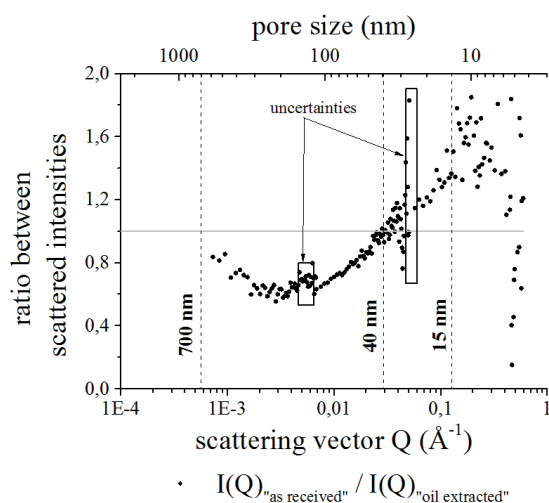 pore size (nm)
1000
100
10
2,0
1,6
1,2
0,8
0,4
0,0
ratio between
scattered intensities
uncertainties
700 nm
40 nm
15 nm
1E-4
1E-3
0,01
0,1
1
scattering vector Q (Å⁻¹)
I(Q)"as received" / I(Q)"oil extracted"